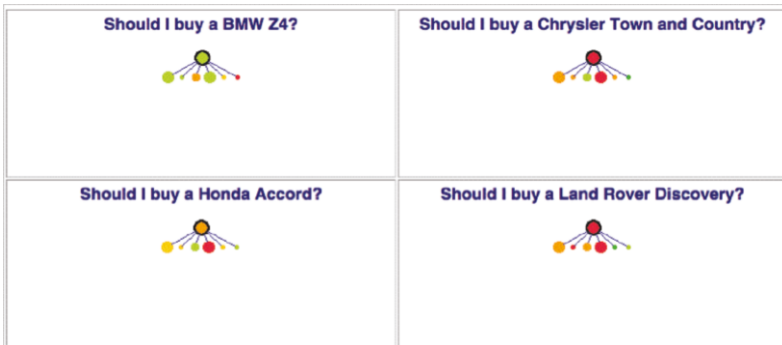 Should I buy a BMW Z4?
Should I buy a Chrysler Town and Country?
Should I buy a Honda Accord?
Should I buy a Land Rover Discovery?